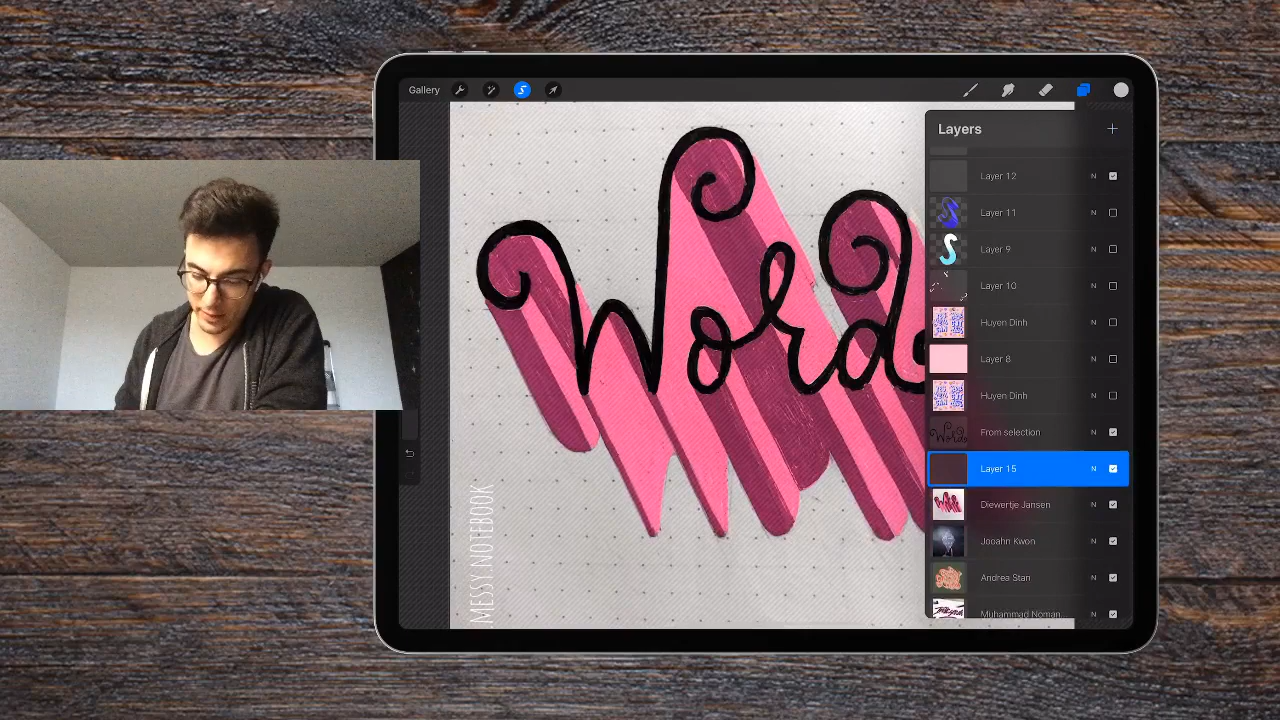 Gallery
Layers
Layer 12 N
Layer 11 N
Layer 9 N
Layer 10 N
Huyen Dinh N
Layer 8 N
Huyen Dinh N
From selection N
Layer 15 N
Diewertje Jansen N
Jooahn Kwon N
Andrea Stan N
Muhammad Noman... N
Words
MESSY.NOTEBOOK